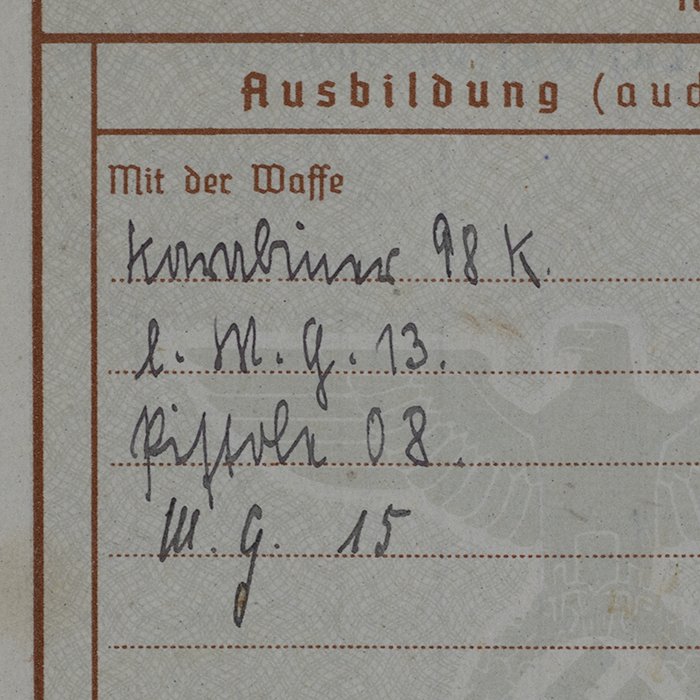 Ausbildung (auc
Mit der Waffe
Karabiner 98 K.
l. M. G. 13.
Pistole 08.
M. G. 15